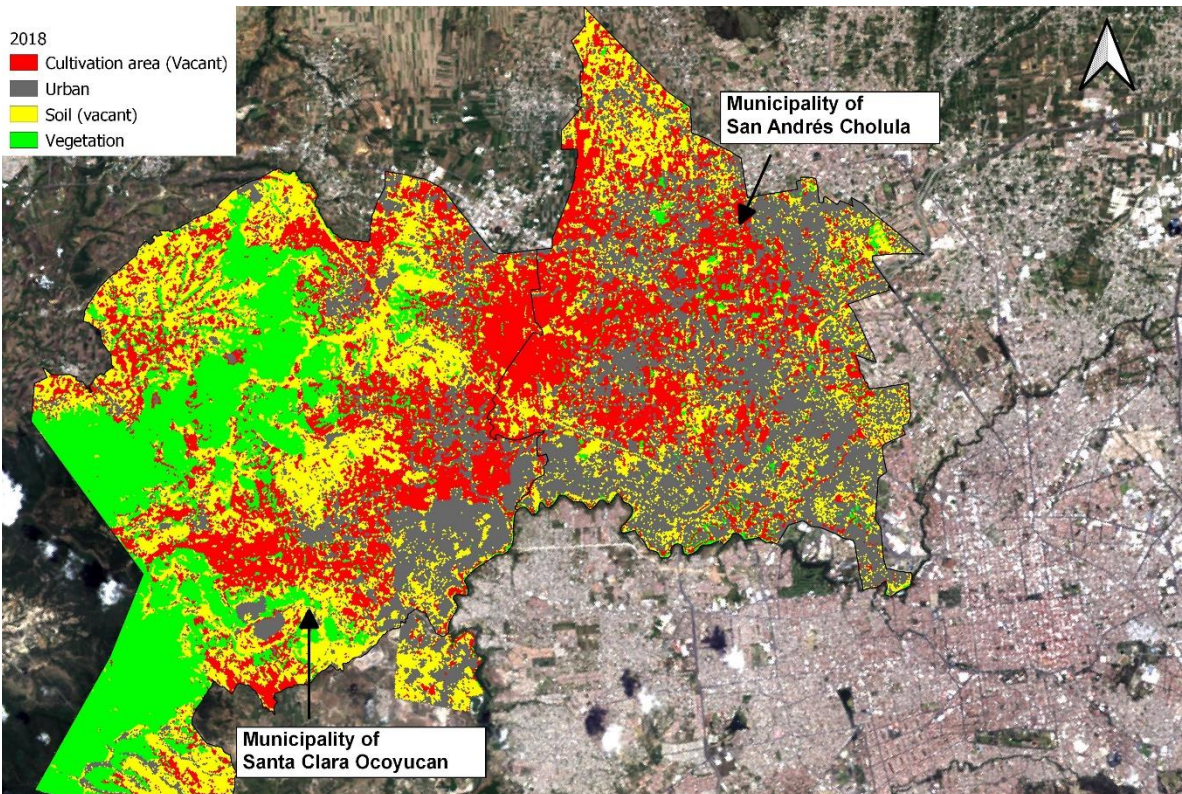 2018
Cultivation area (Vacant)
Urban
Soil (vacant)
Vegetation
Municipality of
San Andrés Cholula
Municipality of
Santa Clara Ocoyucan